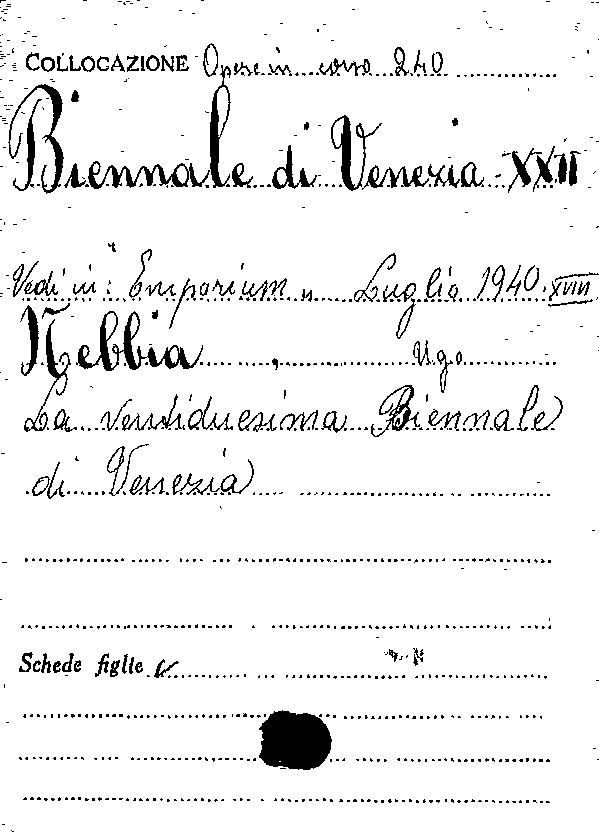 COLLOCAZIONE Opere in corso 240
Biennale di Venezia - XXII
Vedi in: "Emporium" Luglio 1940. XVIII
Nebbia, Ugo
La ventiduesima Biennale
di Venezia
Schede figlie